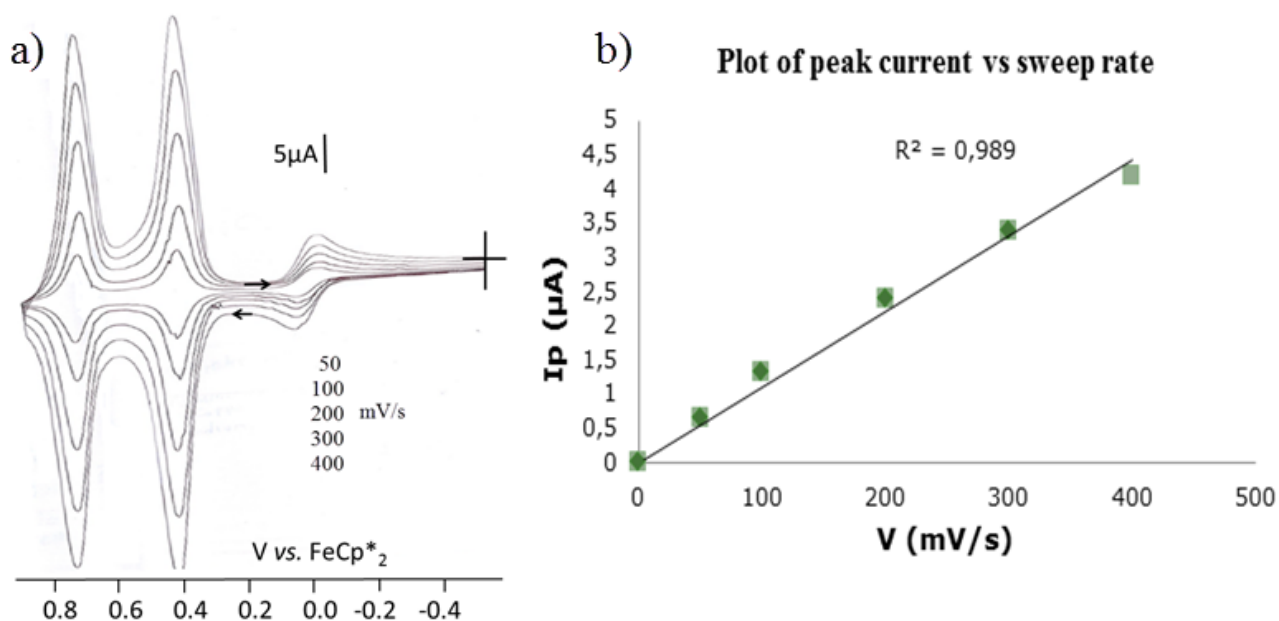 a)
5µA
50
100
200 mV/s
300
400
V vs. FeCp*2
0.8 0.6 0.4 0.2 0.0 -0.2 -0.4
b)
Plot of peak current vs sweep rate
R² = 0,989
Ip (µA)
5
4,5
4
3,5
3
2,5
2
1,5
1
0,5
0
0 100 200 300 400 500
V (mV/s)